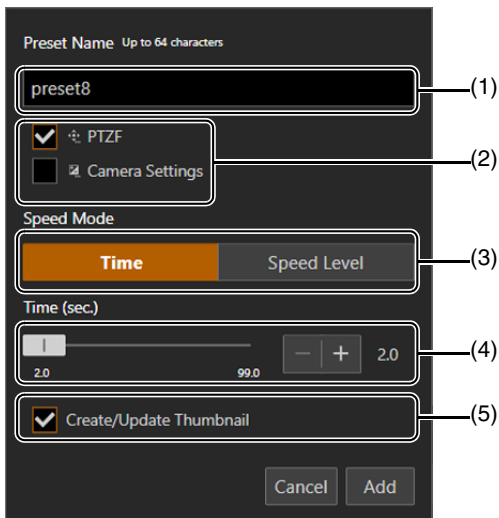 Preset Name Up to 64 characters
preset8 (1)
PTZF
(2)
Camera Settings
Speed Mode
Time Speed Level (3)
Time (sec.)
2.0 99.0 − + 2.0 (4)
Create/Update Thumbnail (5)
Cancel Add